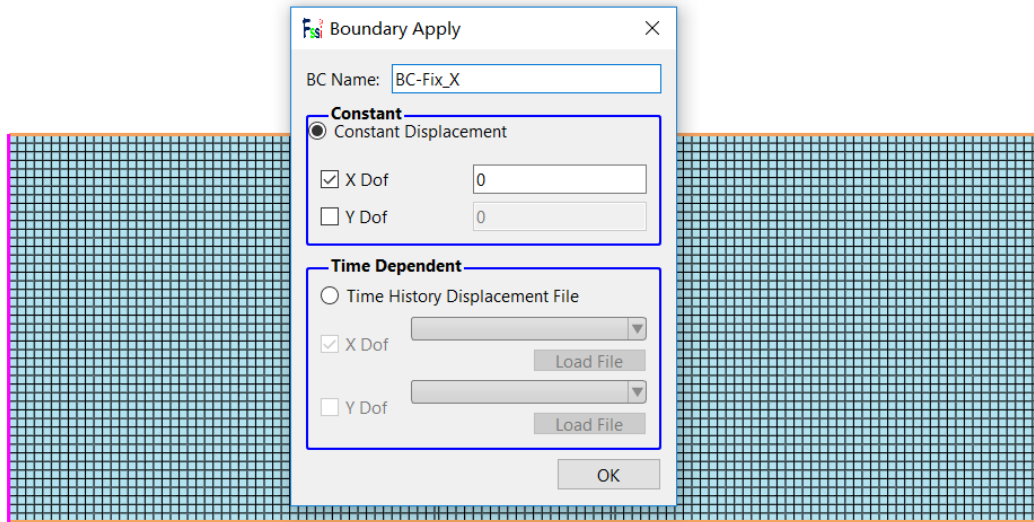 Fssi Boundary Apply
BC Name: BC-Fix_X
Constant
Constant Displacement
X Dof 0
Y Dof 0
Time Dependent
Time History Displacement File
X Dof
Load File
Y Dof
Load File
OK